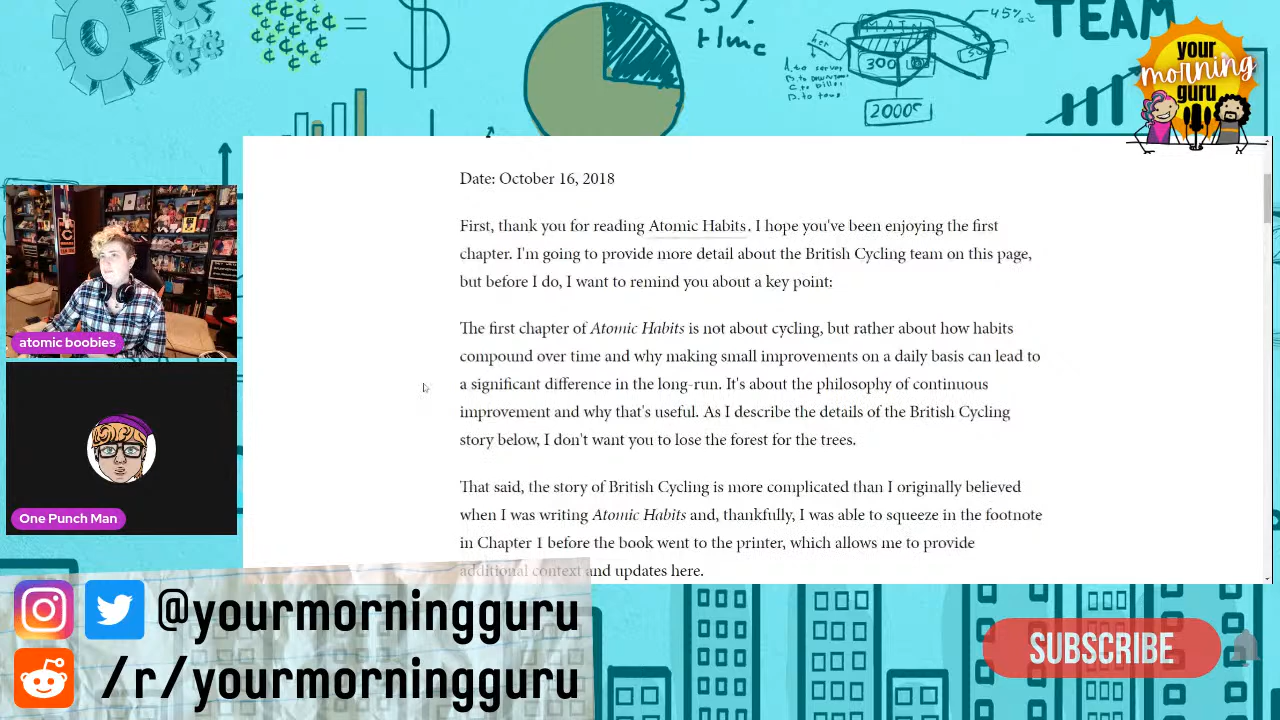 25%
time
45%
TEAM
300
2000
your
morning
guru
Date: October 16, 2018
First, thank you for reading Atomic Habits. I hope you've been enjoying the first
chapter. I'm going to provide more detail about the British Cycling team on this page,
but before I do, I want to remind you about a key point:
The first chapter of Atomic Habits is not about cycling, but rather about how habits
compound over time and why making small improvements on a daily basis can lead to
a significant difference in the long-run. It's about the philosophy of continuous
improvement and why that's useful. As I describe the details of the British Cycling
story below, I don't want you to lose the forest for the trees.
That said, the story of British Cycling is more complicated than I originally believed
when I was writing Atomic Habits and, thankfully, I was able to squeeze in the footnote
in Chapter 1 before the book went to the printer, which allows me to provide
additional context and updates here.
atomic boobies
One Punch Man
@yourmorningguru
/r/yourmorningguru
SUBSCRIBE